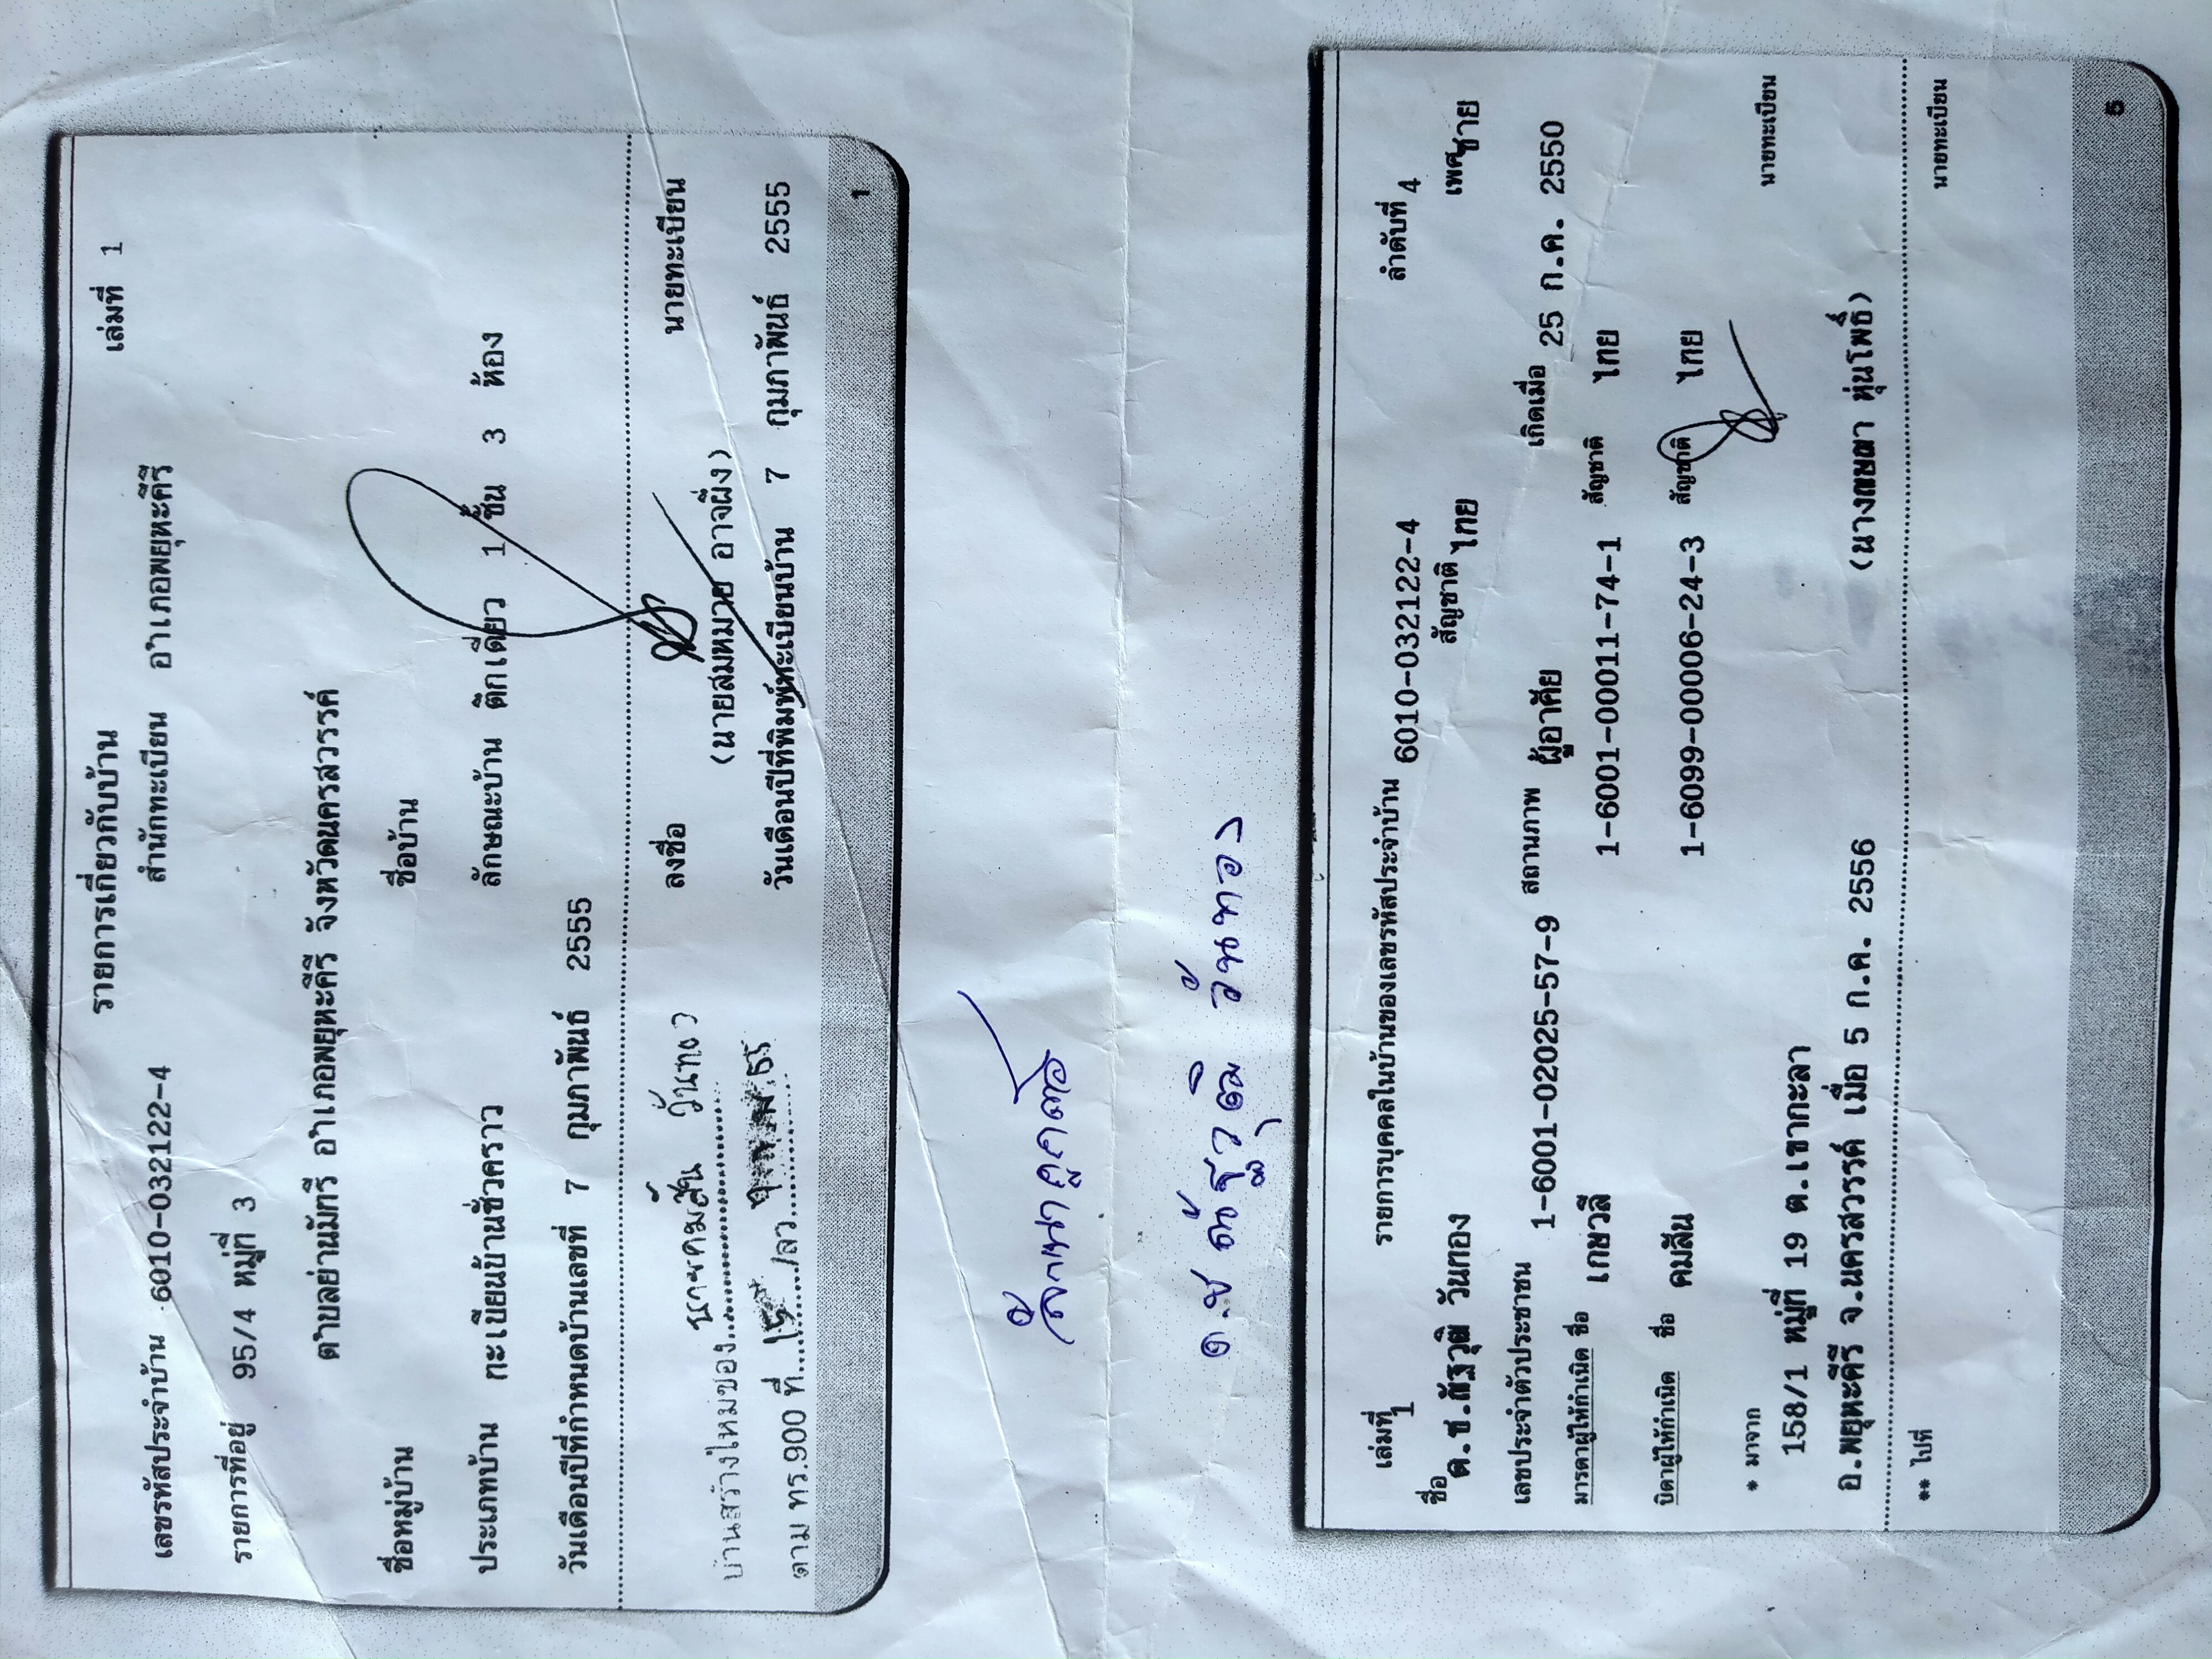 รายการเกี่ยวกับบ้าน เล่มที่ 1
เลขรหัสประจำบ้าน 6010-032122-4 สำนักทะเบียน อำเภอพยุหะคีรี
รายการที่อยู่ 95/4 หมู่ที่ 3
ตำบลย่านมัทรี อำเภอพยุหะคีรี จังหวัดนครสวรรค์
ชื่อหมู่บ้าน ชื่อบ้าน
ประเภทบ้าน ทะเบียนบ้านชั่วคราว ลักษณะบ้าน ตึกเดี่ยว 1 ชั้น 3 ห้อง
วันเดือนปีที่กำหนดบ้านเลขที่ 7 กุมภาพันธ์ 2555
ลงชื่อ นายทะเบียน
บ้านสร้างใหม่ของ นายคมสัน วันทอง (นายสมหมาย อาจผึ่ง)
ตาม ทร.900 ที่ /ลว. วันเดือนปีที่พิมพ์ทะเบียนบ้าน 7 กุมภาพันธ์ 2555
1
สำเนาถูกต้อง
ด.ช วันทอง
รายการบุคคลในบ้านของเลขรหัสประจำบ้าน 6010-032122-4 ลำดับที่ 4
เล่มที่ 1
ชื่อ ด.ช. วันทอง สัญชาติ ไทย เพศ ชาย
เลขประจำตัวประชาชน 1-6001-02025-57-9 สถานภาพ ผู้อาศัย เกิดเมื่อ 25 ก.ค. 2550
มารดาผู้ให้กำเนิด ชื่อ เกษวลี 1-6001-00011-74-1 สัญชาติ ไทย
บิดาผู้ให้กำเนิด ชื่อ คมสัน 1-6099-00006-24-3 สัญชาติ ไทย
* มาจาก
158/1 หมู่ที่ 19 ต.เขากะลา นายทะเบียน
อ.พยุหะคีรี จ.นครสวรรค์ เมื่อ 5 ก.ค. 2556 หุ่นโพธิ์)
** ไปที่ นายทะเบียน
5